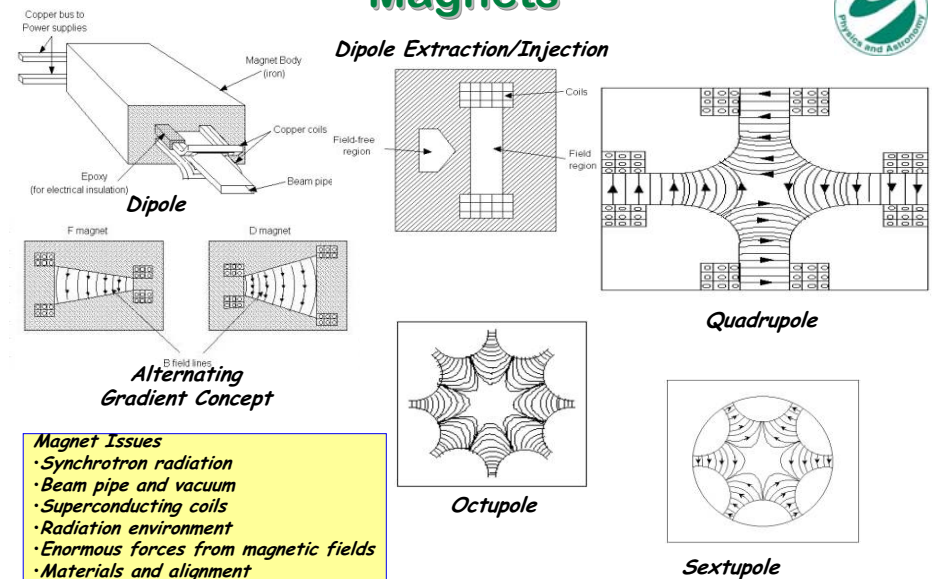 Magnets
Physics and Astronomy
Copper bus to
Power supplies
Magnet Body
(iron)
Copper coils
Epoxy
(for electrical insulation)
Beam pipe
Dipole
Dipole Extraction/Injection
Coils
Field-free
region
Field
region
Quadrupole
F magnet
D magnet
B field lines
Alternating
Gradient Concept
Octupole
Sextupole
Magnet Issues
·Synchrotron radiation
·Beam pipe and vacuum
·Superconducting coils
·Radiation environment
·Enormous forces from magnetic fields
·Materials and alignment